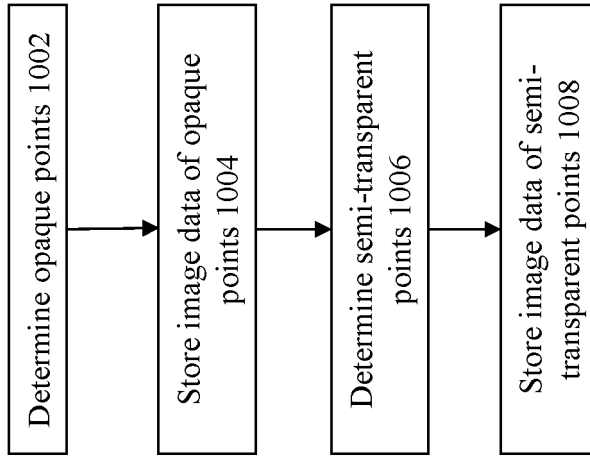 Determine opaque points 1002
Store image data of opaque
points 1004
Determine semi-transparent
points 1006
Store image data of semi-
transparent points 1008